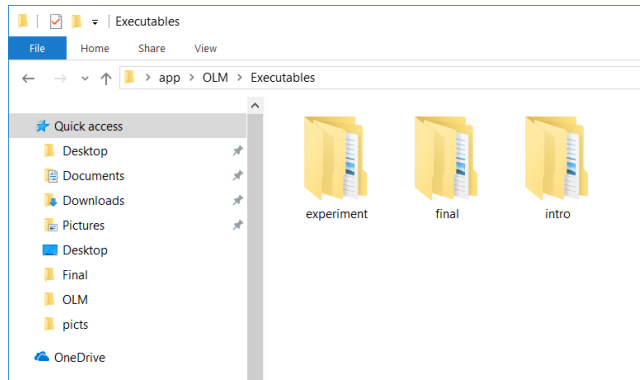 Executables
File Home Share View
app > OLM > Executables
Quick access
Desktop
Documents
Downloads
Pictures
Desktop
Final
OLM
picts
OneDrive
experiment final intro